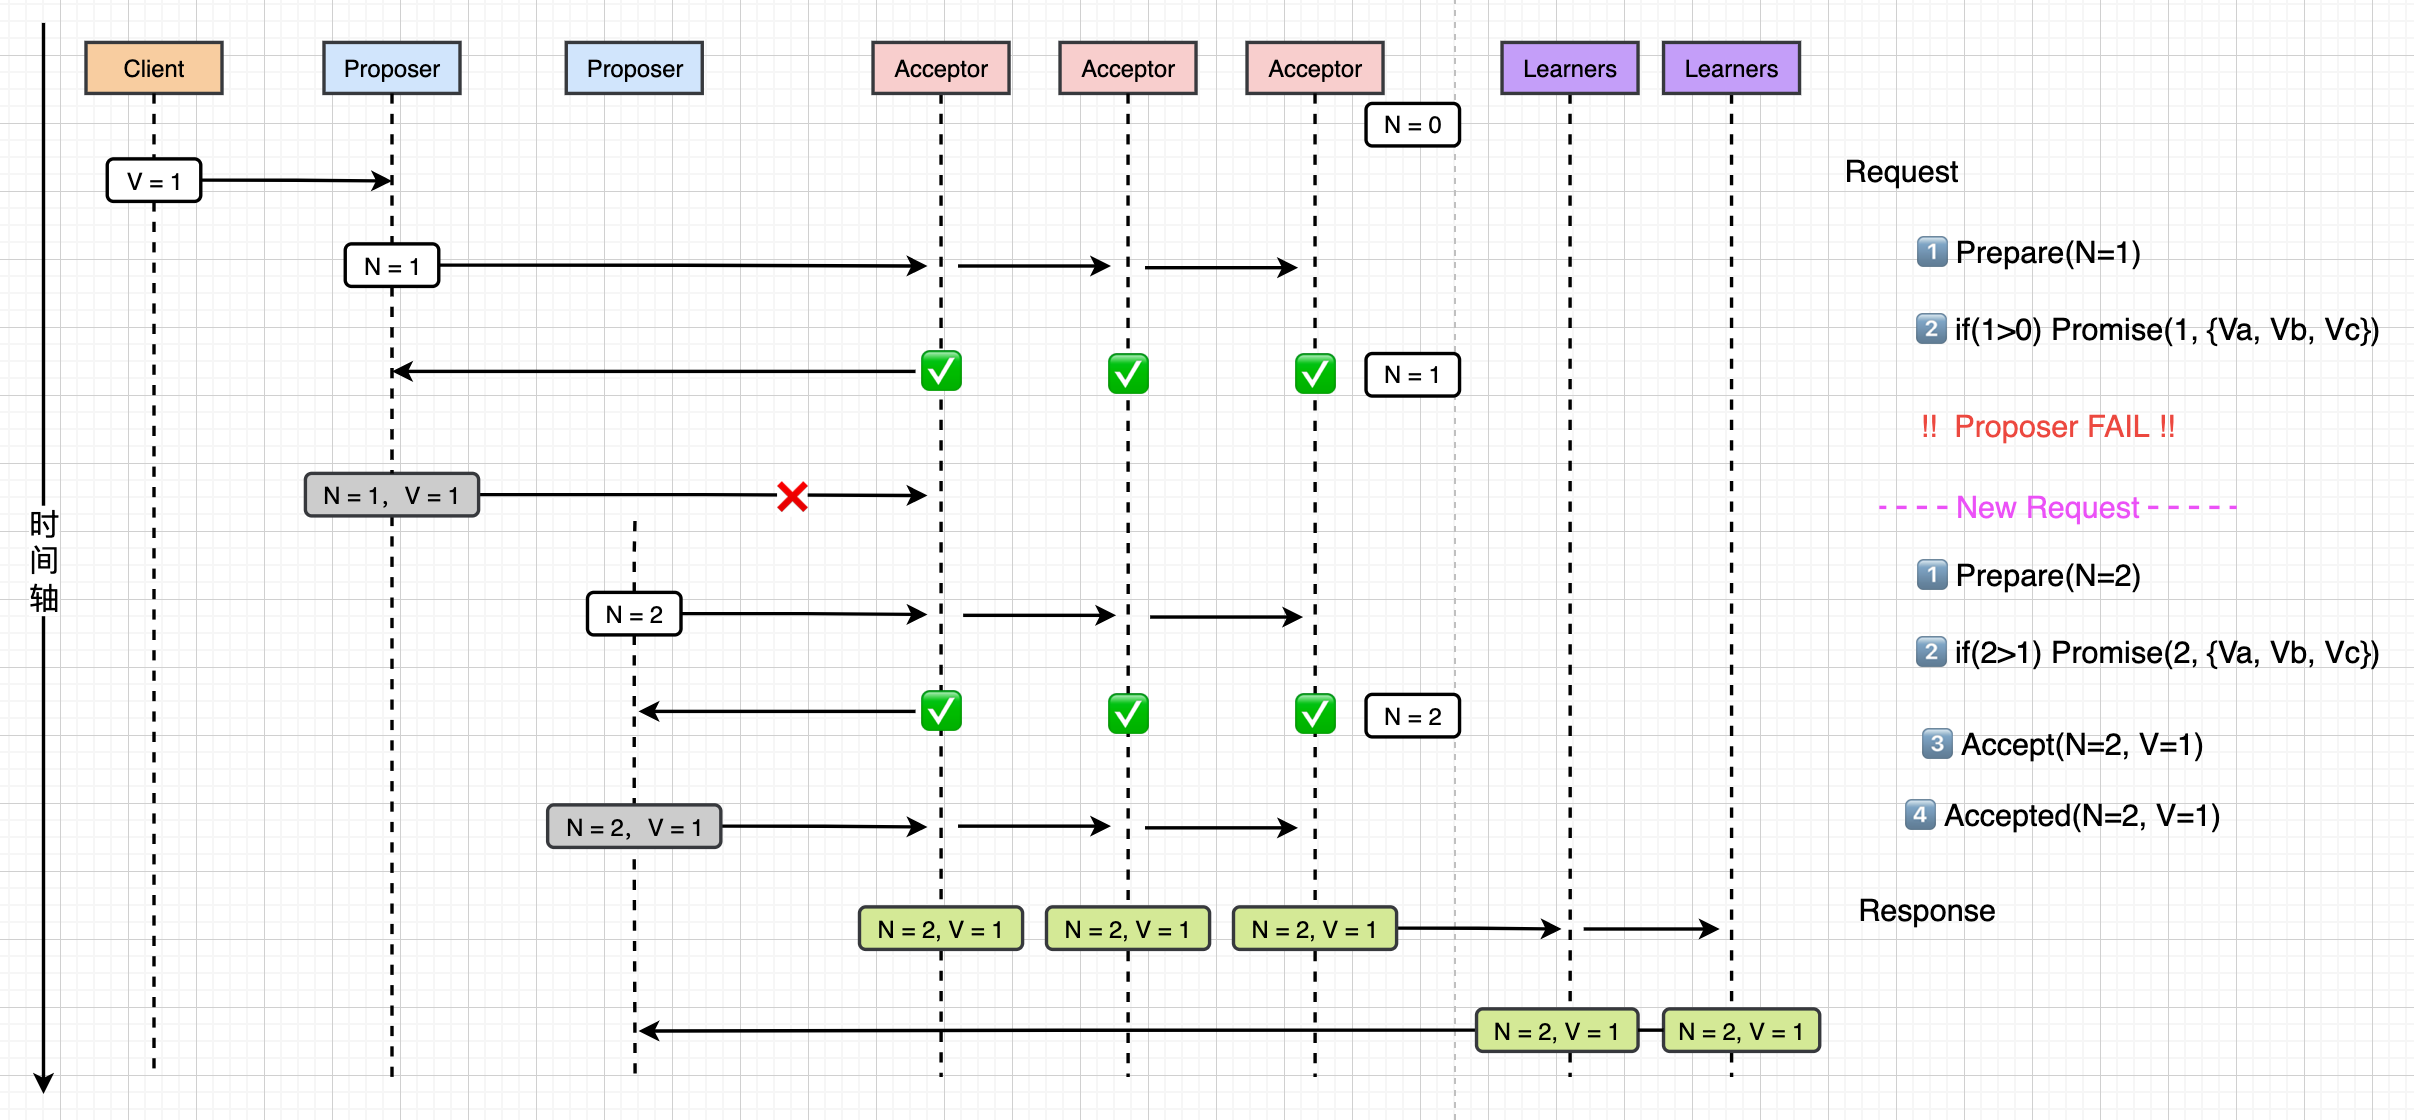 Client
Proposer
Proposer
Acceptor
Acceptor
Acceptor
Learners
Learners
N = 0
V = 1
Request
N = 1
1 Prepare(N=1)
2 if(1>0) Promise(1, {Va, Vb, Vc})
✅
✅
✅
N = 1
!! Proposer FAIL !!
N = 1, V = 1
❌
- - - - New Request - - - - -
时间轴
1 Prepare(N=2)
N = 2
2 if(2>1) Promise(2, {Va, Vb, Vc})
✅
✅
✅
N = 2
3 Accept(N=2, V=1)
N = 2, V = 1
4 Accepted(N=2, V=1)
N = 2, V = 1
N = 2, V = 1
N = 2, V = 1
Response
N = 2, V = 1
N = 2, V = 1